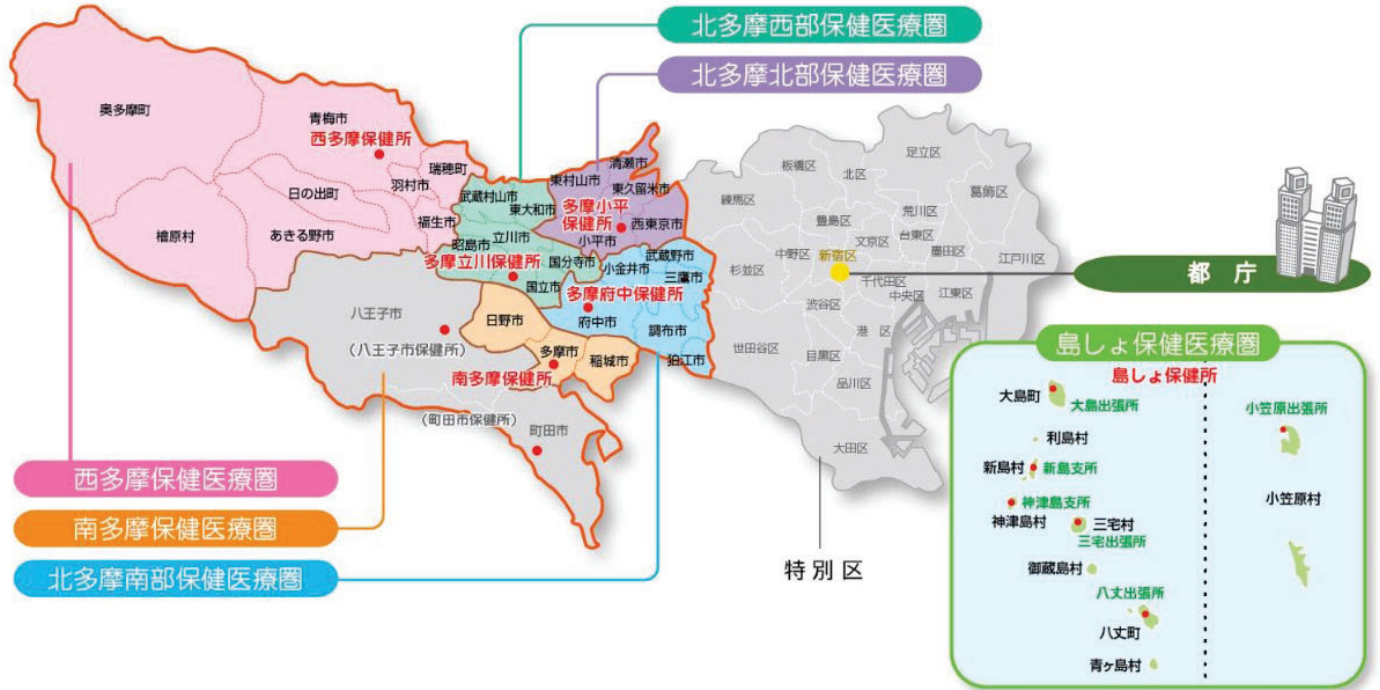 北多摩西部保健医療圏
北多摩北部保健医療圏
奥多摩町
青梅市
西多摩保健所
瑞穂町
羽村市
日の出町
福生市
檜原村
あきる野市
武蔵村山市
東大和市
立川市
昭島市
多摩立川保健所
国分寺市
国立市
清瀬市
東村山市
東久留米市
多摩小平
保健所
西東京市
小平市
武蔵野市
小金井市
三鷹市
多摩府中保健所
府中市
調布市
狛江市
八王子市
(八王子市保健所)
日野市
多摩市
稲城市
南多摩保健所
(町田市保健所)
町田市
足立区
板橋区
北区
葛飾区
練馬区
荒川区
豊島区
台東区
文京区
墨田区
中野区
新宿区
江戸川区
杉並区
千代田区
中央区
江東区
渋谷区
港区
世田谷区
目黒区
品川区
大田区
特別区
都庁
西多摩保健医療圏
南多摩保健医療圏
北多摩南部保健医療圏
島しょ保健医療圏
島しょ保健所
大島町
大島出張所
利島村
新島村
新島支所
神津島支所
神津島村
三宅村
三宅出張所
御蔵島村
八丈出張所
八丈町
青ヶ島村
小笠原出張所
小笠原村